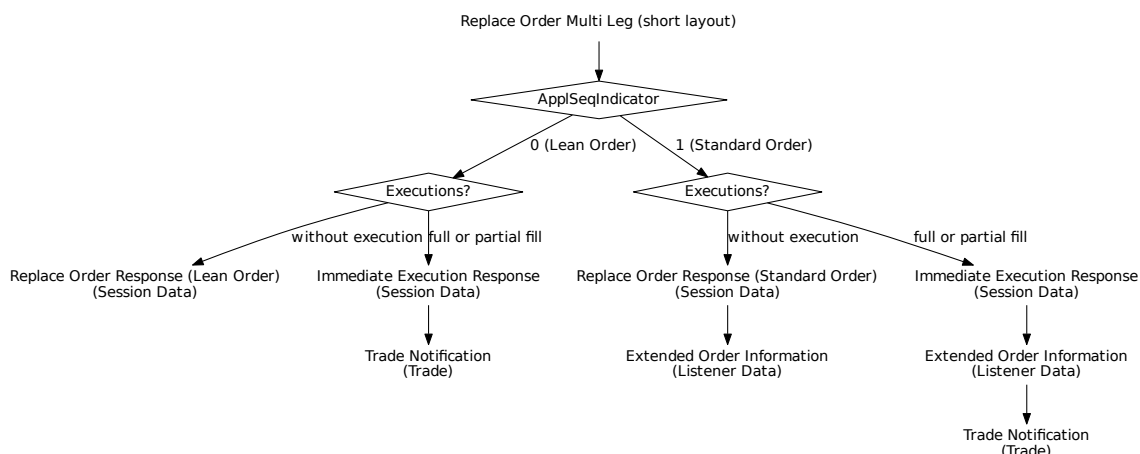 Replace Order Multi Leg (short layout)
ApplSeqIndicator
0 (Lean Order)
1 (Standard Order)
Executions?
Executions?
without execution
full or partial fill
without execution
full or partial fill
Replace Order Response (Lean Order)
(Session Data)
Immediate Execution Response
(Session Data)
Replace Order Response (Standard Order)
(Session Data)
Immediate Execution Response
(Session Data)
Trade Notification
(Trade)
Extended Order Information
(Listener Data)
Extended Order Information
(Listener Data)
Trade Notification
(Trade)